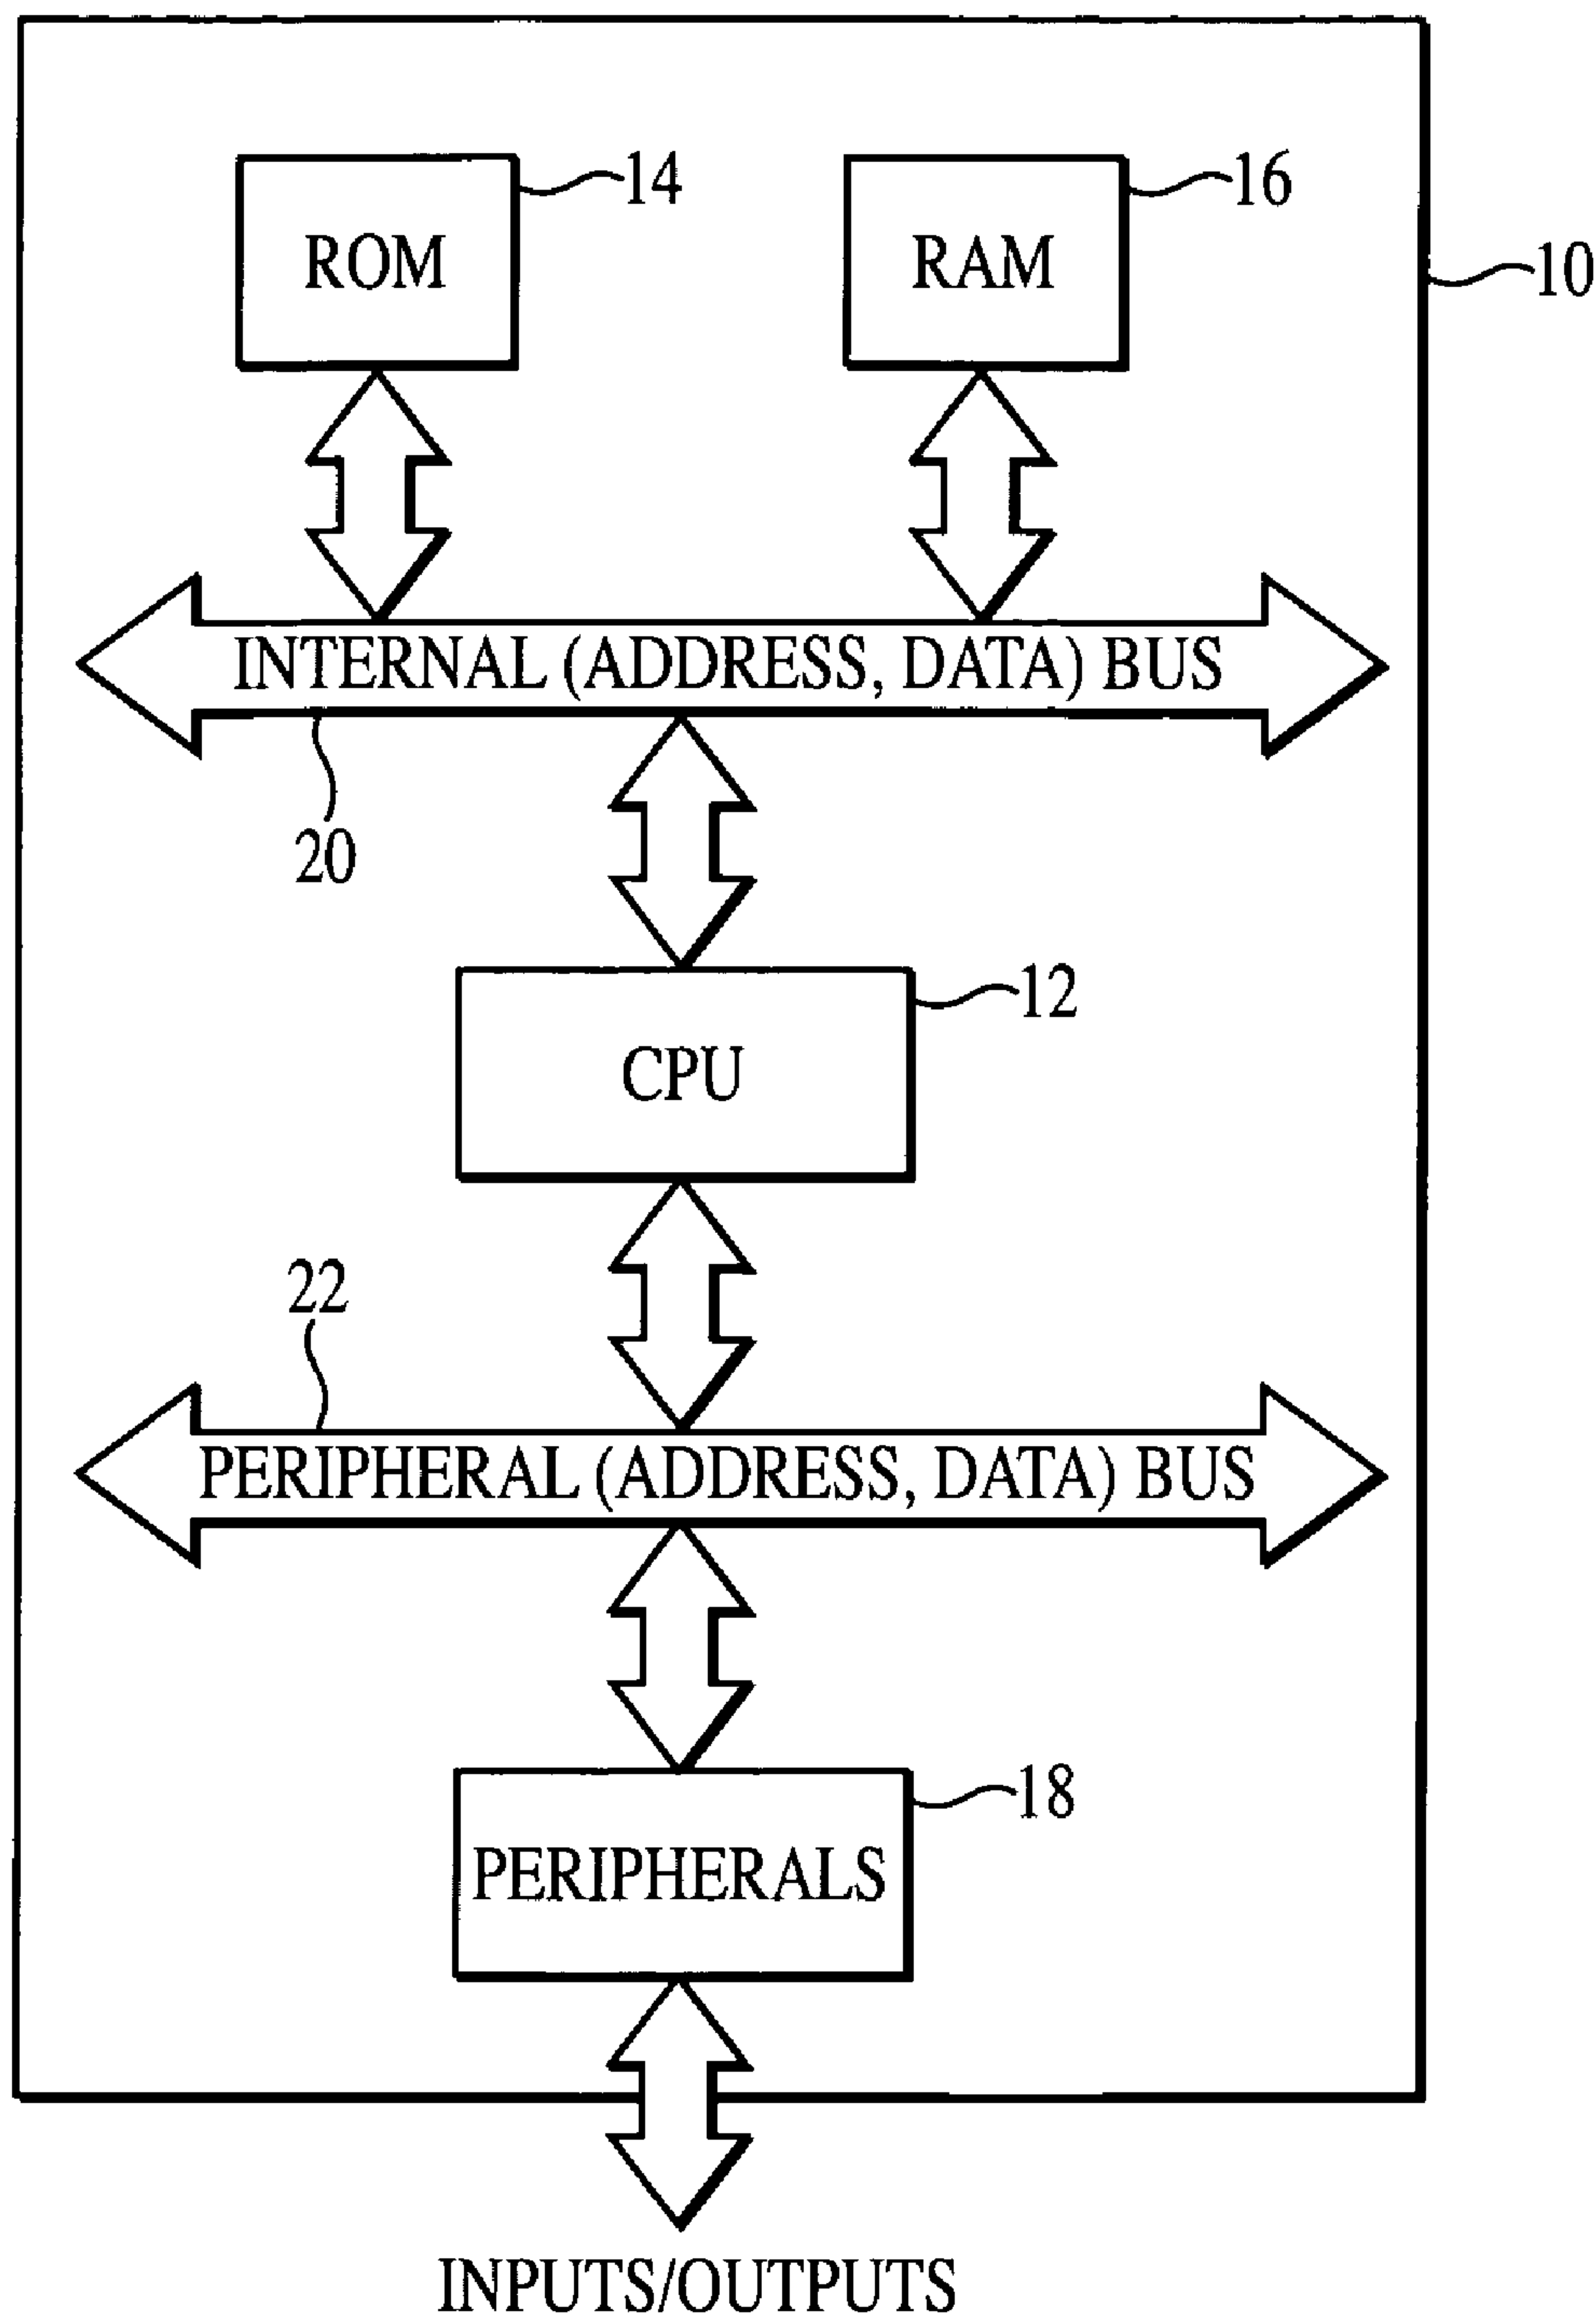 14
16
ROM
RAM
10
INTERNAL (ADDRESS, DATA) BUS
20
12
CPU
22
PERIPHERAL (ADDRESS, DATA) BUS
18
PERIPHERALS
INPUTS/OUTPUTS